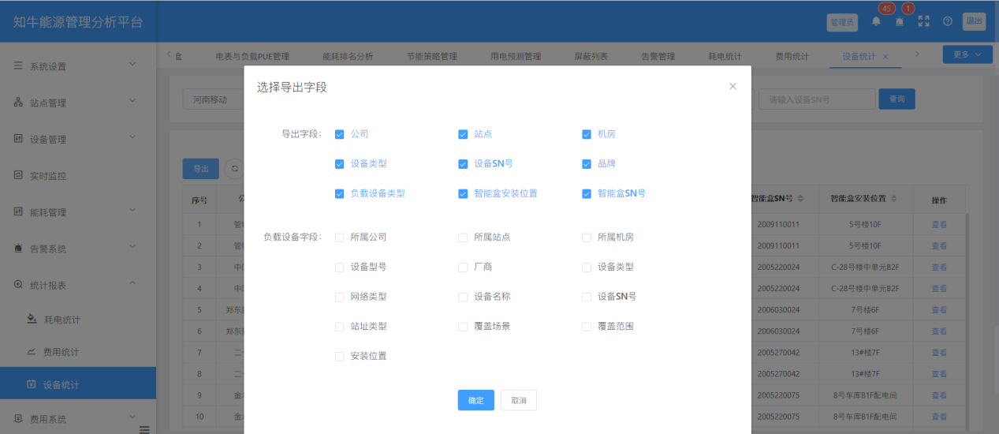 知牛能源管理分析平台
管理员
45
1
退出
电表与负载PUE管理 能耗排名分析 节能策略管理 用电预测管理 屏蔽列表 告警管理 耗电统计 费用统计 设备统计 × 更多
系统设置
站点管理
设备管理
实时监控
能耗管理
告警系统
统计报表
耗电统计
费用统计
设备统计
费用系统
河南移动 请输入设备SN号 查询
选择导出字段
导出字段： 公司 站点 机房
设备类型 设备SN号 品牌
负载设备类型 智能盒安装位置 智能盒SN号
负载设备字段： 所属公司 所属站点 所属机房
设备型号 厂商 设备类型
网络类型 设备名称 设备SN号
站址类型 覆盖场景 覆盖范围
安装位置
确定 取消
导出
序号 智能盒SN号 智能盒安装位置 操作
1 2009110011 5号楼10F 查看
2 2009110011 5号楼10F 查看
3 2005220024 C-28号楼中单元B2F 查看
4 2005220024 C-28号楼中单元B2F 查看
5 郑东 2006030024 7号楼6F 查看
6 郑东 2006030024 7号楼6F 查看
7 二 2005270042 13#楼7F 查看
8 二 2005270042 13#楼7F 查看
9 金 2005220075 8号车库B1F配电间 查看
10 金 2005220075 8号车库B1F配电间 查看